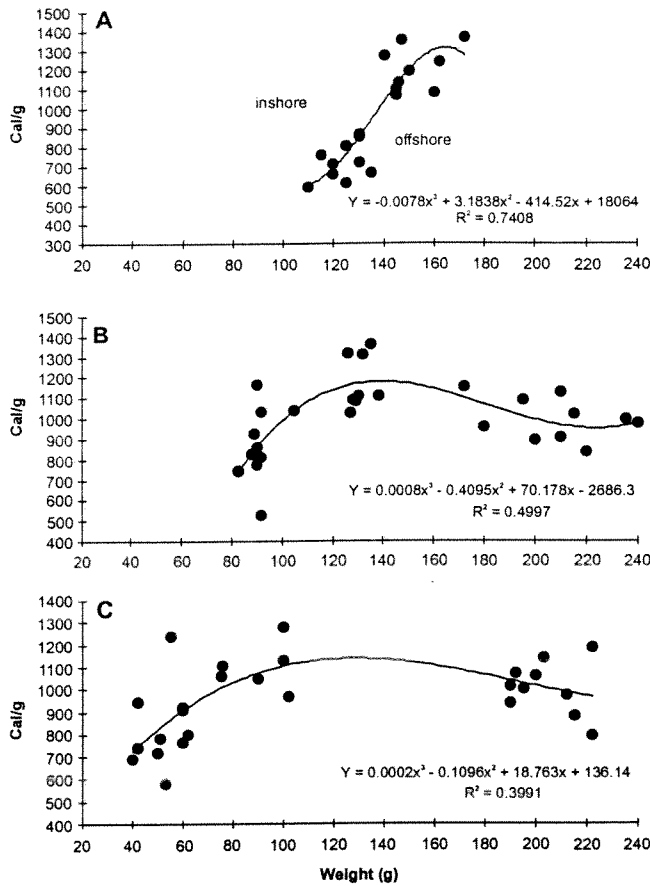 A
1500
1400
1300
1200
1100
1000
900
800
700
600
500
400
300
Cal/g
inshore
offshore
Y = -0.0078x³ + 3.1838x² - 414.52x + 18064
R² = 0.7408
20 40 60 80 100 120 140 160 180 200 220 240
B
1500
1400
1300
1200
1100
1000
900
800
700
600
500
400
Cal/g
Y = 0.0008x³ - 0.4095x² + 70.178x - 2686.3
R² = 0.4997
20 40 60 80 100 120 140 160 180 200 220 240
C
1400
1300
1200
1100
1000
900
800
700
600
500
400
Cal/g
Y = 0.0002x³ - 0.1096x² + 18.763x + 136.14
R² = 0.3991
20 40 60 80 100 120 140 160 180 200 220 240
Weight (g)